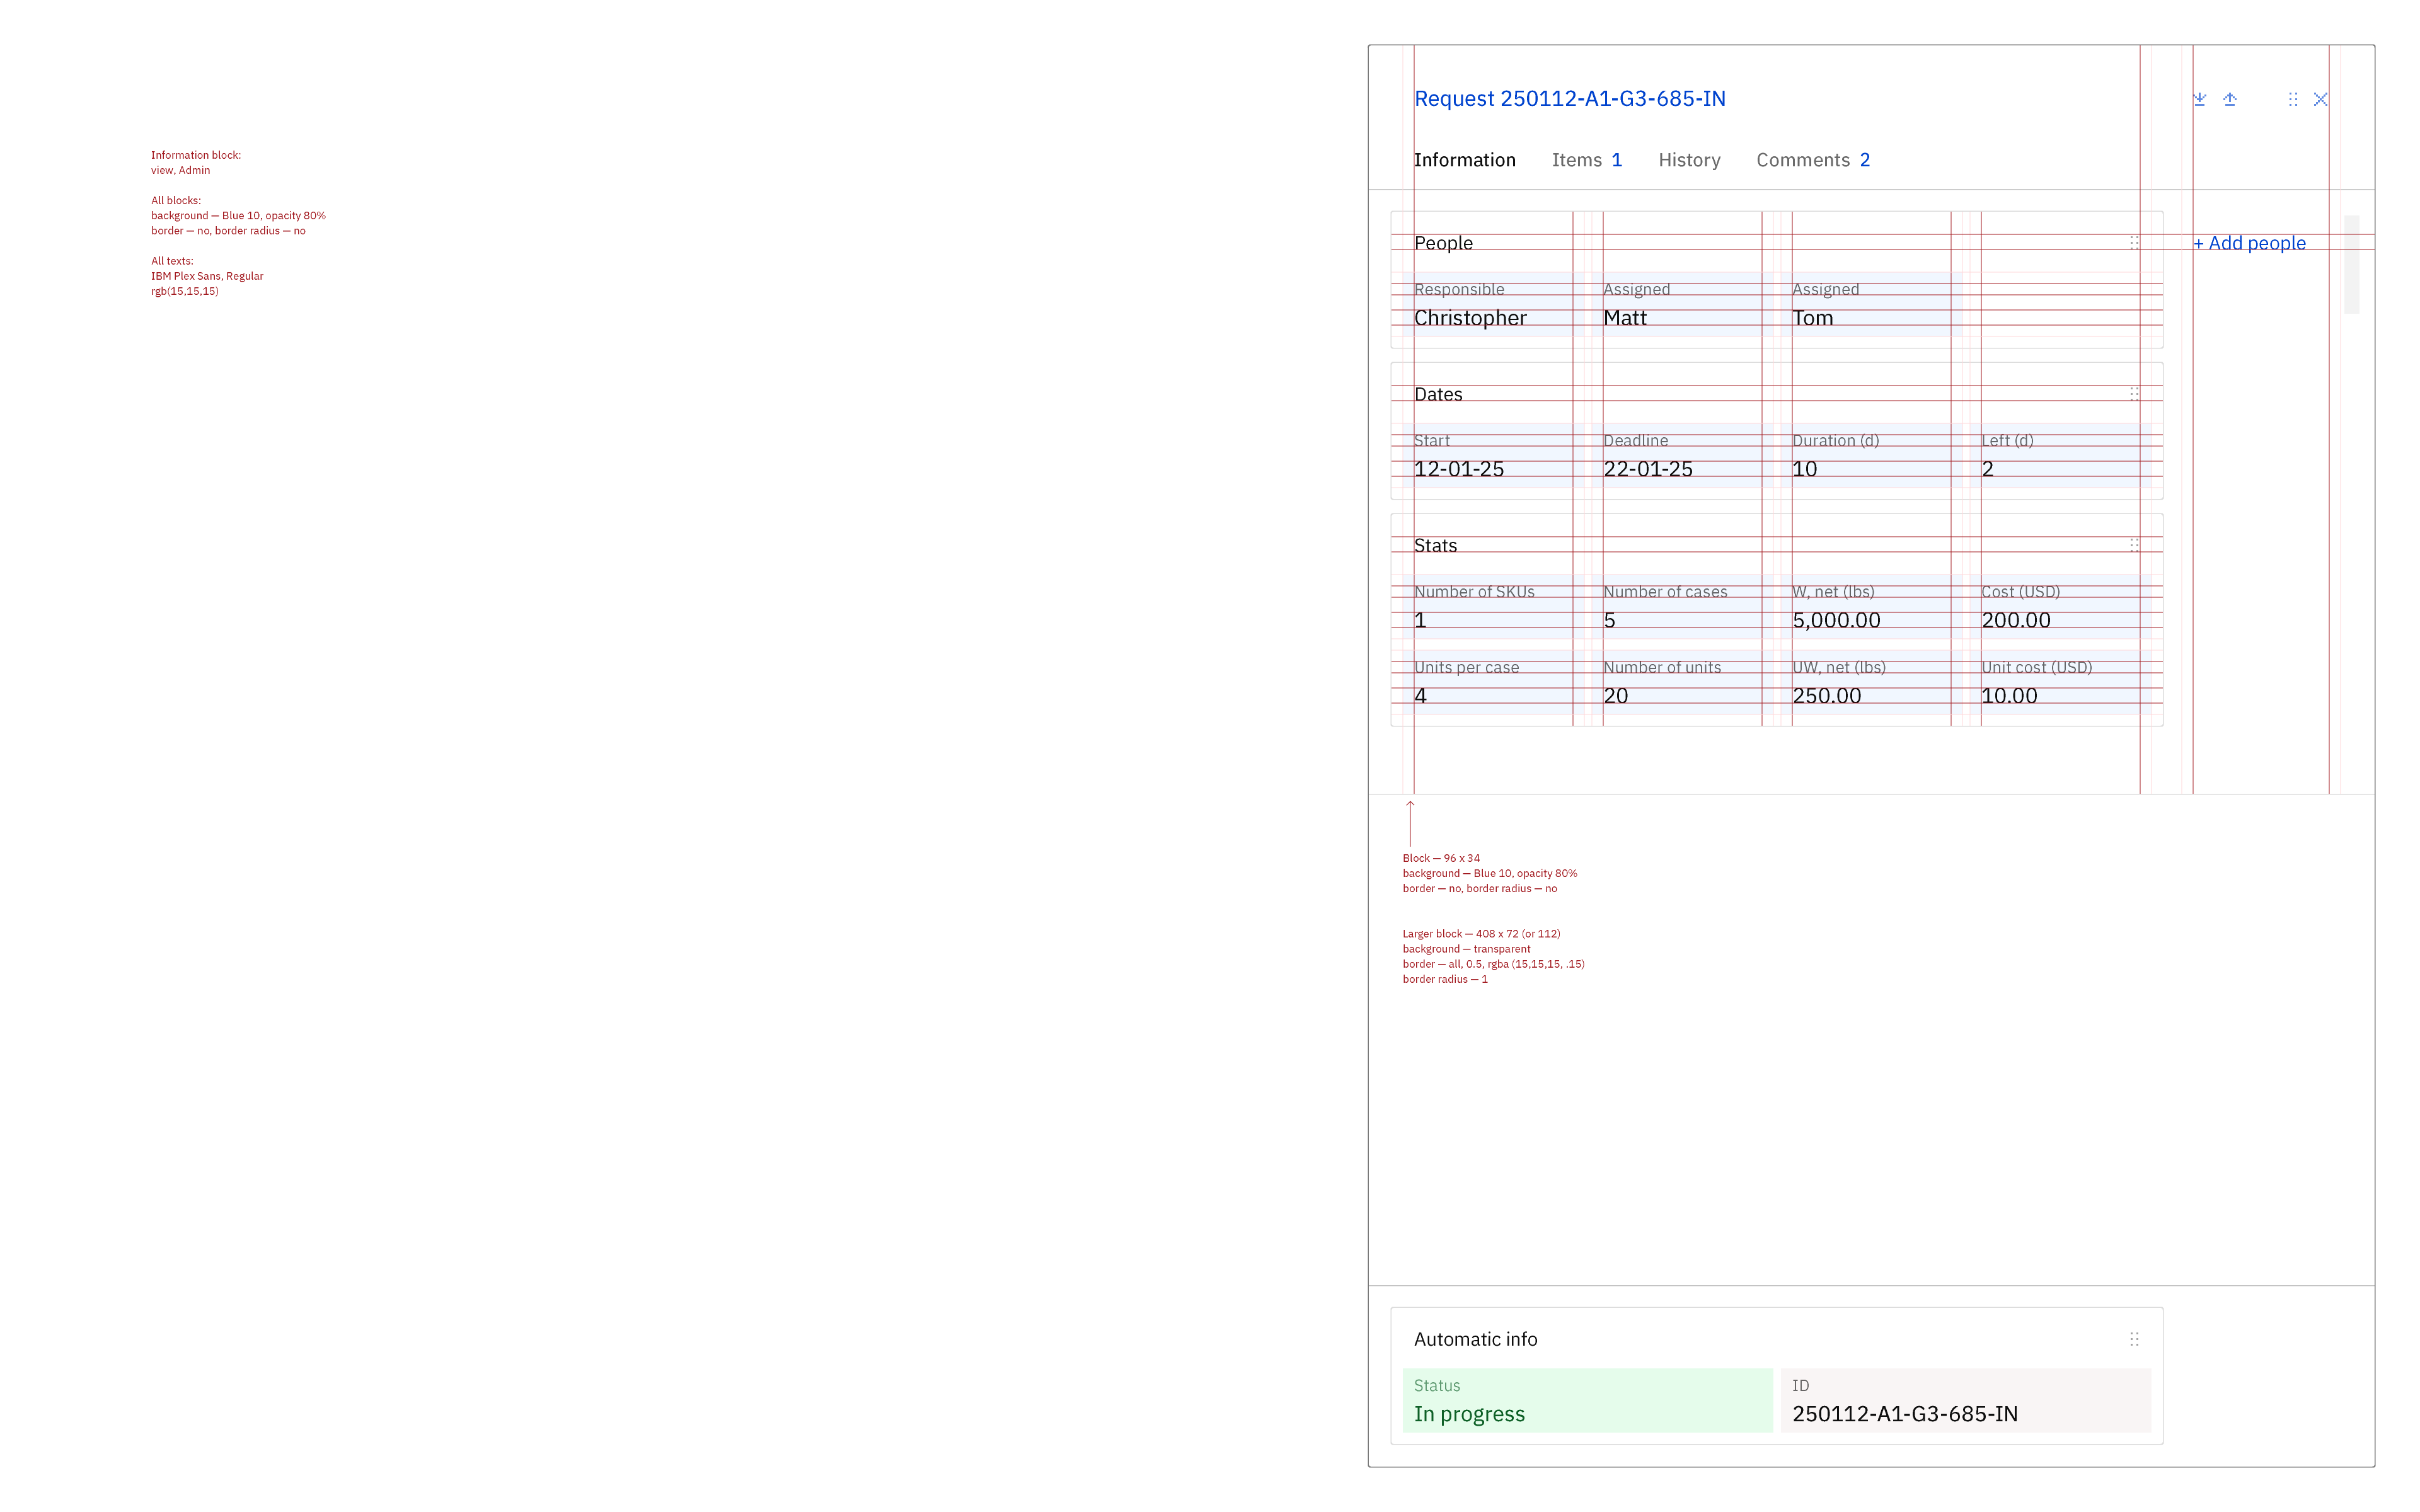 Information block:
view, Admin
All blocks:
background — Blue 10, opacity 80%
border — no, border radius — no
All texts:
IBM Plex Sans, Regular
rgb(15,15,15)
Request 250112-A1-G3-685-IN
Information Items 1 History Comments 2
People
+ Add people
Responsible Assigned Assigned
Christopher Matt Tom
Dates
Start Deadline Duration (d) Left (d)
12-01-25 22-01-25 10 2
Stats
Number of SKUs Number of cases W, net (lbs) Cost (USD)
1 5 5,000.00 200.00
Units per case Number of units UW, net (lbs) Unit cost (USD)
4 20 250.00 10.00
Block — 96 x 34
background — Blue 10, opacity 80%
border — no, border radius — no
Larger block — 408 x 72 (or 112)
background — transparent
border — all, 0.5, rgba (15,15,15, .15)
border radius — 1
Automatic info
Status ID
In progress 250112-A1-G3-685-IN